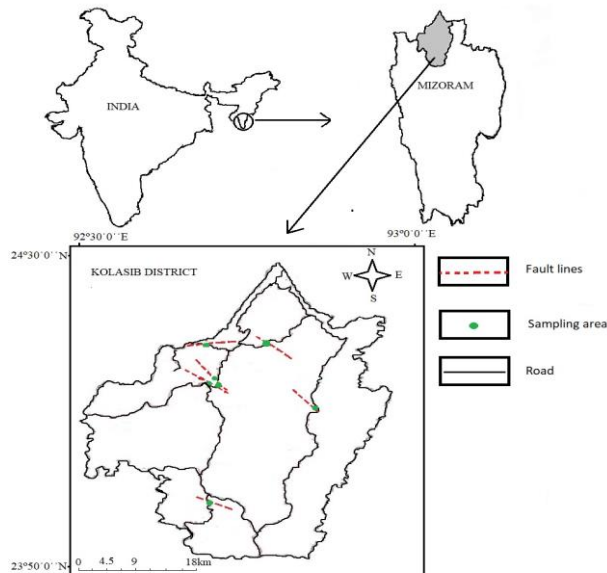 INDIA
MIZORAM
92°30´0´´E
93°0´0´´E
24°30´0´´N
KOLASIB DISTRICT
N
W E
S
Fault lines
Sampling area
Road
23°50´0´´N
0 4.5 9 18km